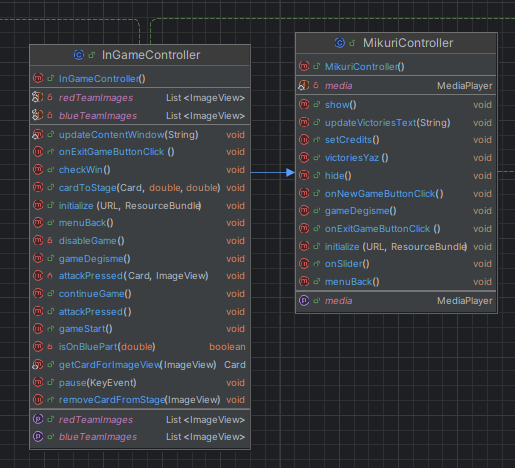 InGameController
InGameController()
redTeamImages List<ImageView>
blueTeamImages List<ImageView>
updateContentWindow(String) void
onExitGameButtonClick () void
checkWin() void
cardToStage(Card, double, double) void
initialize (URL, ResourceBundle) void
menuBack() void
disableGame() void
gameDegisme() void
attackPressed(Card, ImageView) void
continueGame() void
attackPressed() void
gameStart() void
isOnBluePart(double) boolean
getCardForImageView(ImageView) Card
pause(KeyEvent) void
removeCardFromStage(ImageView) void
redTeamImages List<ImageView>
blueTeamImages List<ImageView>
MikuriController
MikuriController()
media MediaPlayer
show() void
updateVictoriesText(String) void
setCredits() void
victoriesYaz () void
hide() void
onNewGameButtonClick() void
gameDegisme() void
onExitGameButtonClick () void
initialize (URL, ResourceBundle) void
onSlider() void
menuBack() void
media MediaPlayer